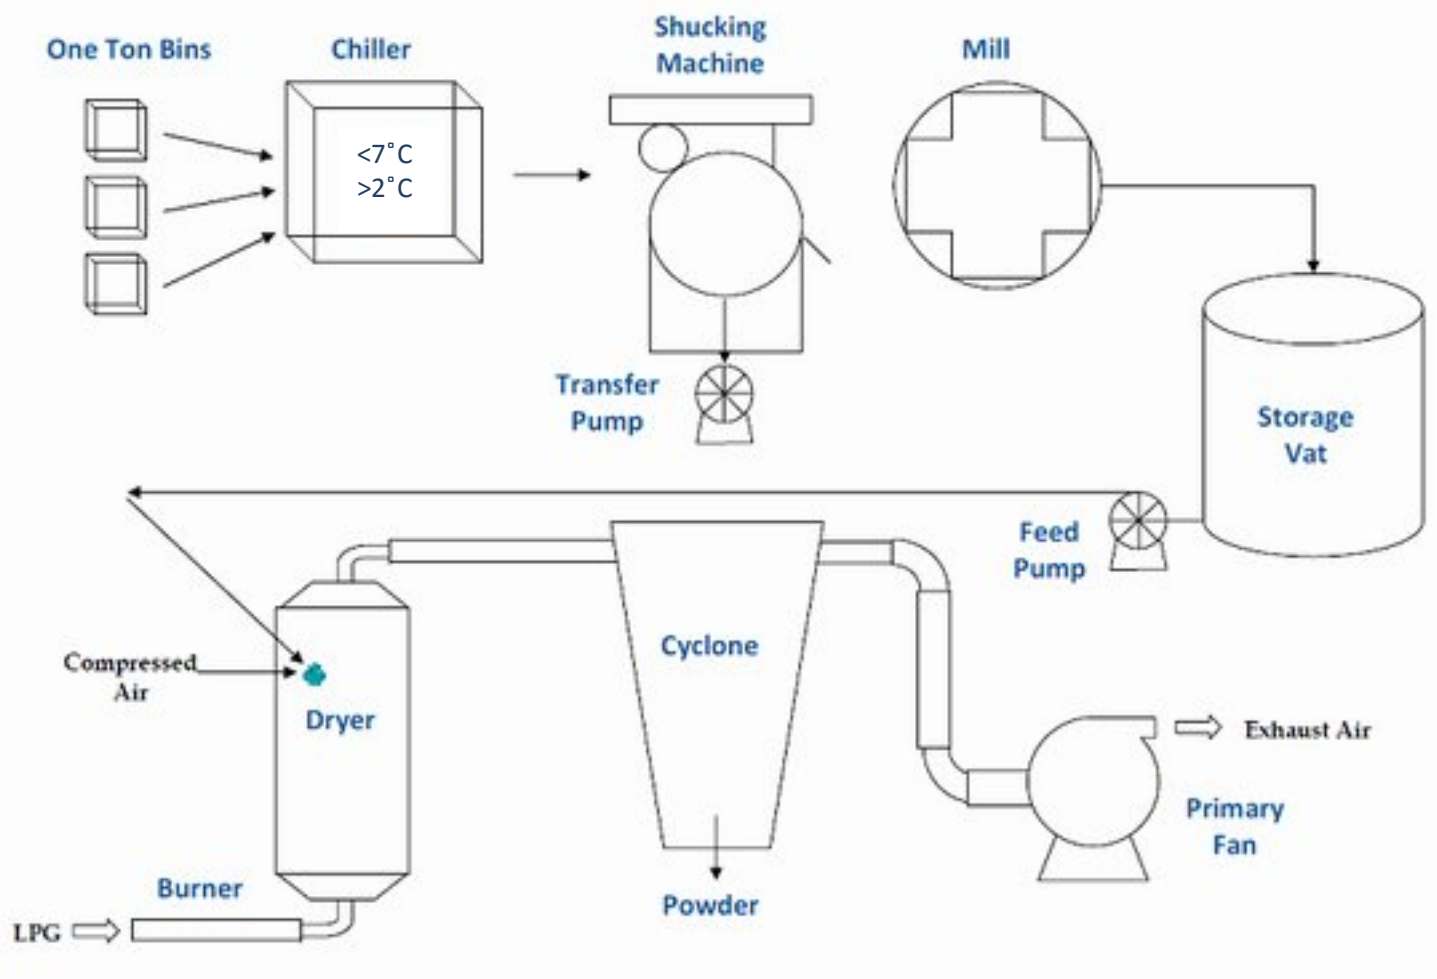 One Ton Bins
Chiller
Shucking
Machine
Mill
<7˚C
>2˚C
Transfer
Pump
Storage
Vat
Feed
Pump
Compressed
Air
Dryer
Cyclone
Exhaust Air
Primary
Fan
Burner
Powder
LPG